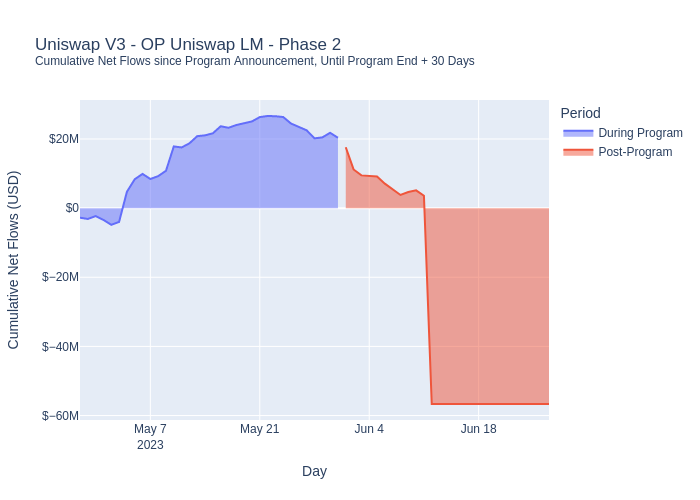 Uniswap V3 - OP Uniswap LM - Phase 2
Cumulative Net Flows since Program Announcement, Until Program End + 30 Days
Period
During Program
Post-Program
Cumulative Net Flows (USD)
$20M
$0
$−20M
$−40M
$−60M
May 7
2023
May 21
Jun 4
Jun 18
Day